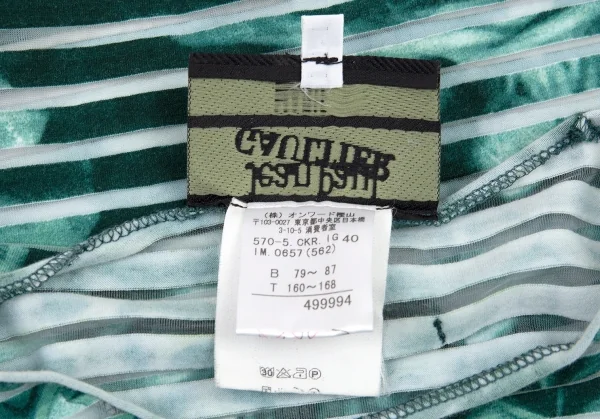 GAULTIER
jean paul
(株) オンワード樫山
〒103-0027 東京都中央区日本橋
3-10-5 消費者室
570-5. CKR. IG 40
IM. 0657 (562)
B 79~ 87
T 160~168
499994
30 P